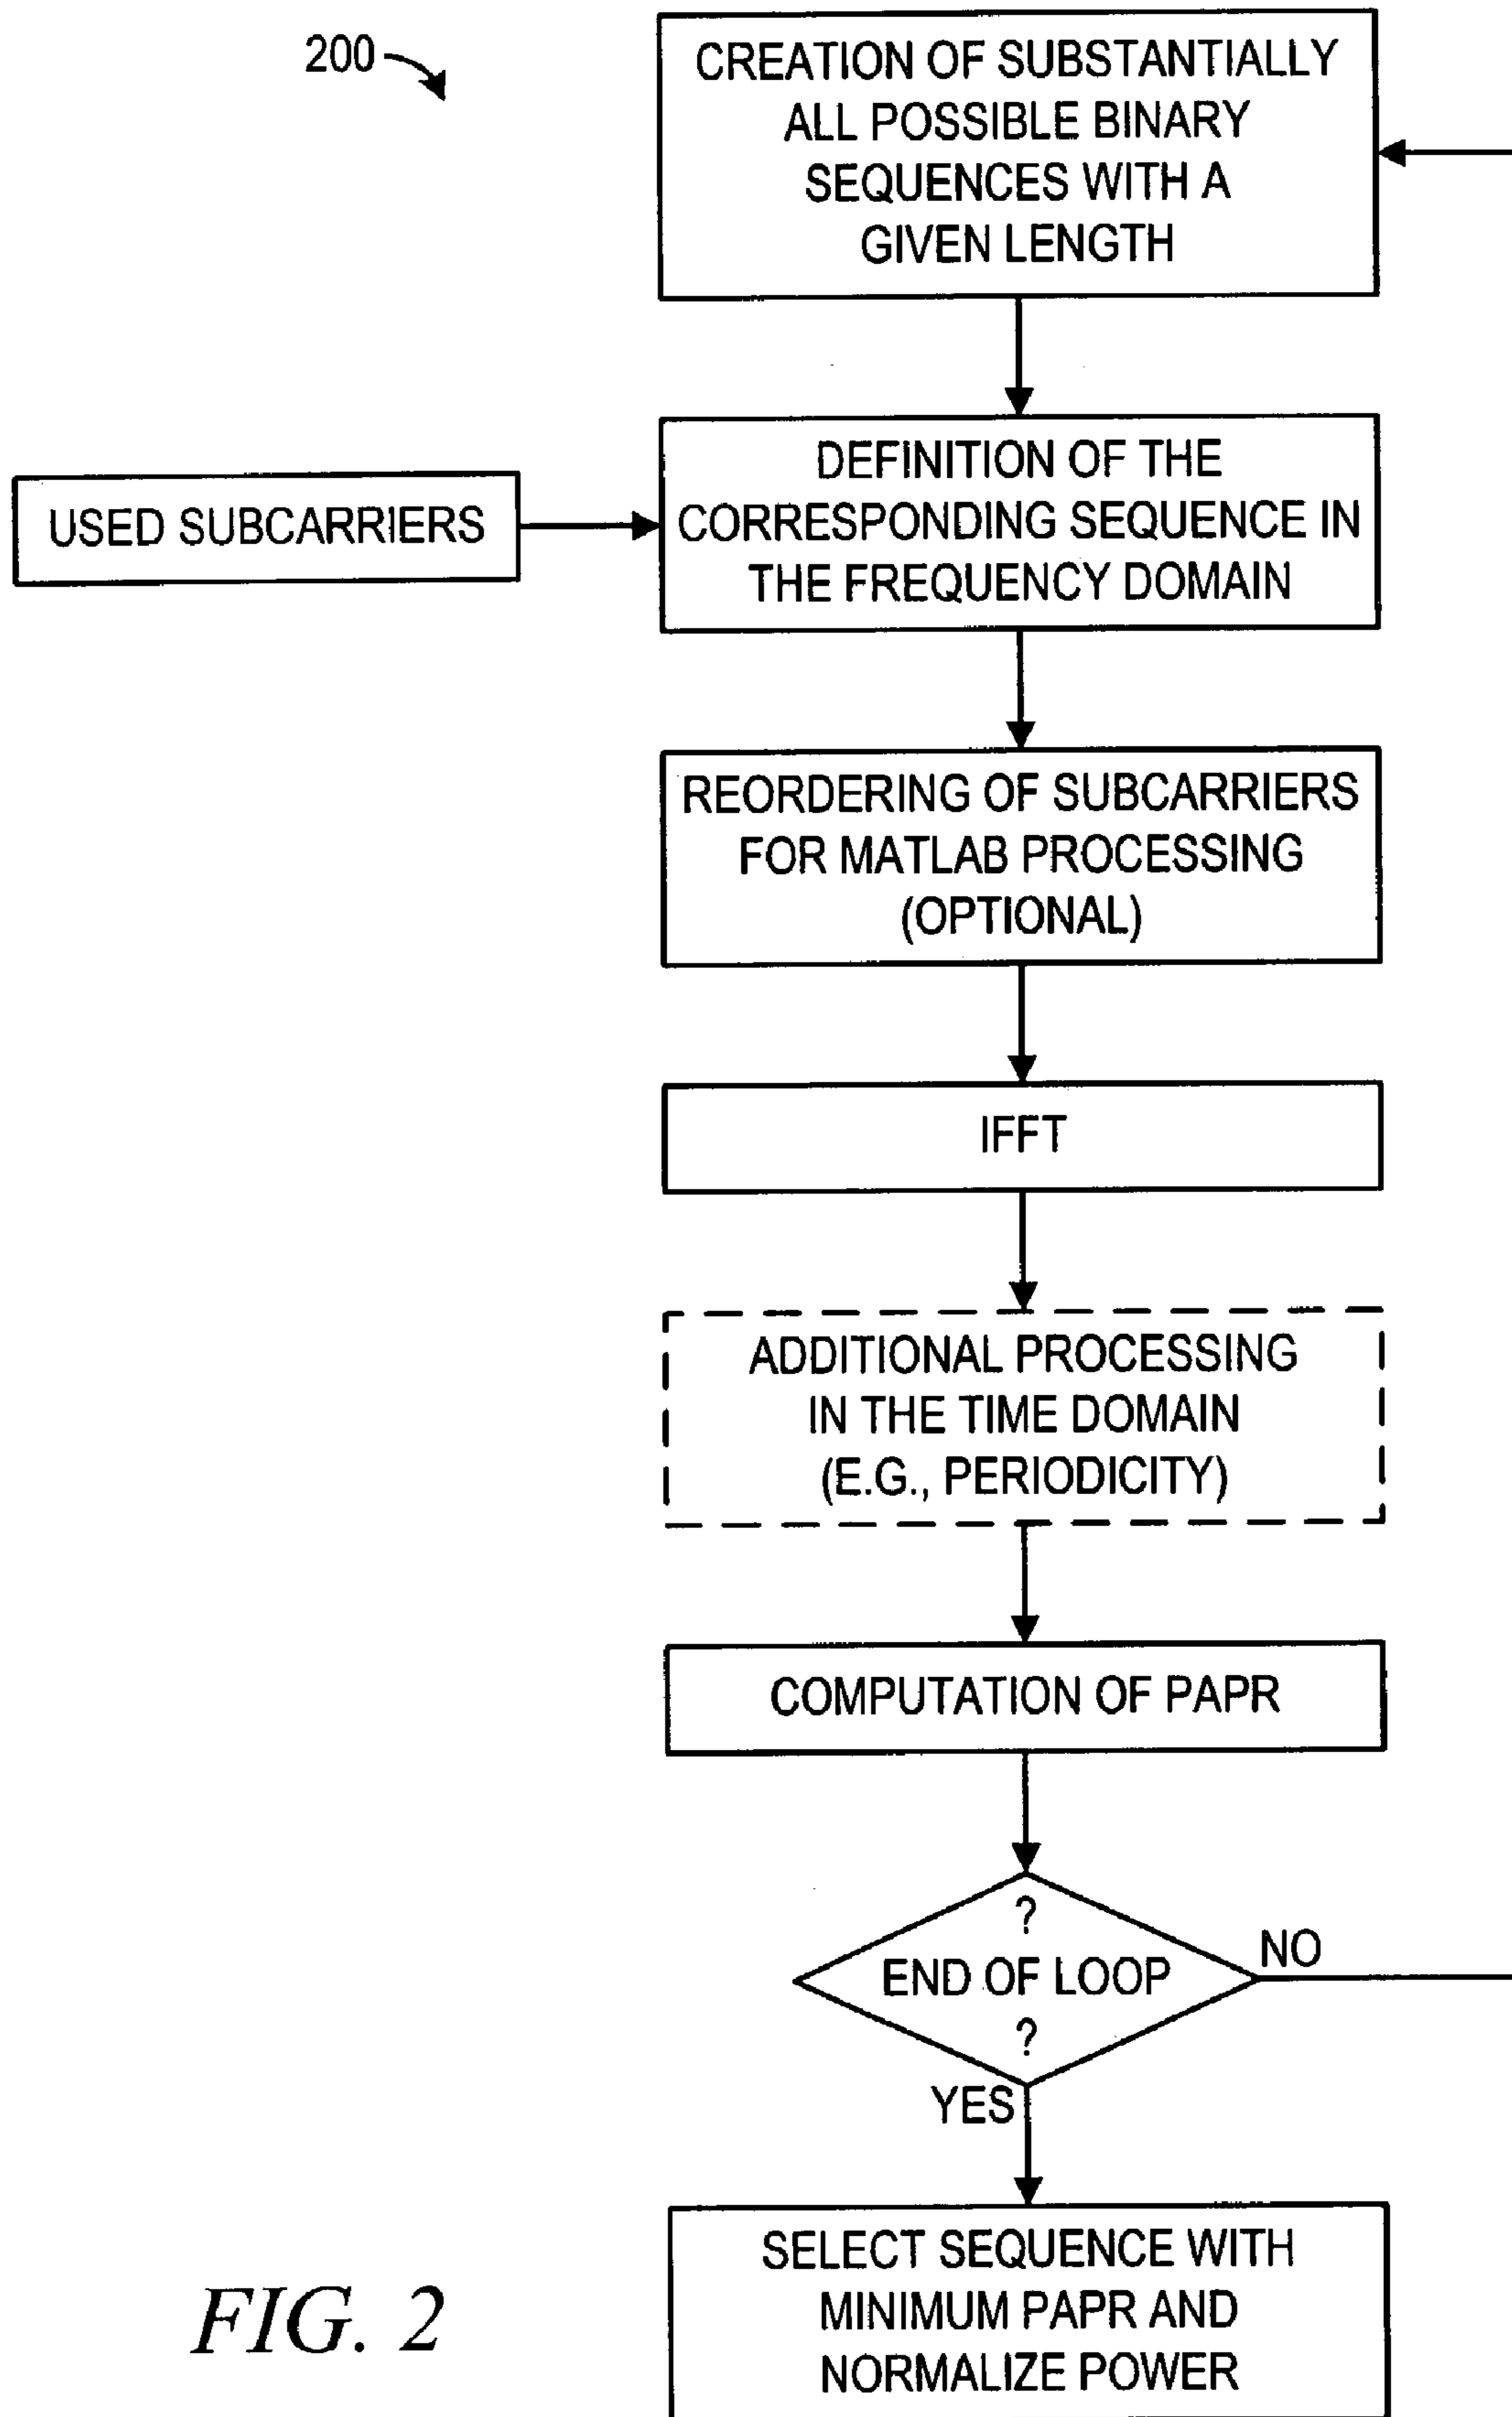 200
CREATION OF SUBSTANTIALLY
ALL POSSIBLE BINARY
SEQUENCES WITH A
GIVEN LENGTH
USED SUBCARRIERS
DEFINITION OF THE
CORRESPONDING SEQUENCE IN
THE FREQUENCY DOMAIN
REORDERING OF SUBCARRIERS
FOR MATLAB PROCESSING
(OPTIONAL)
IFFT
ADDITIONAL PROCESSING
IN THE TIME DOMAIN
(E.G., PERIODICITY)
COMPUTATION OF PAPR
?
END OF LOOP
?
NO
YES
SELECT SEQUENCE WITH
MINIMUM PAPR AND
NORMALIZE POWER
FIG. 2